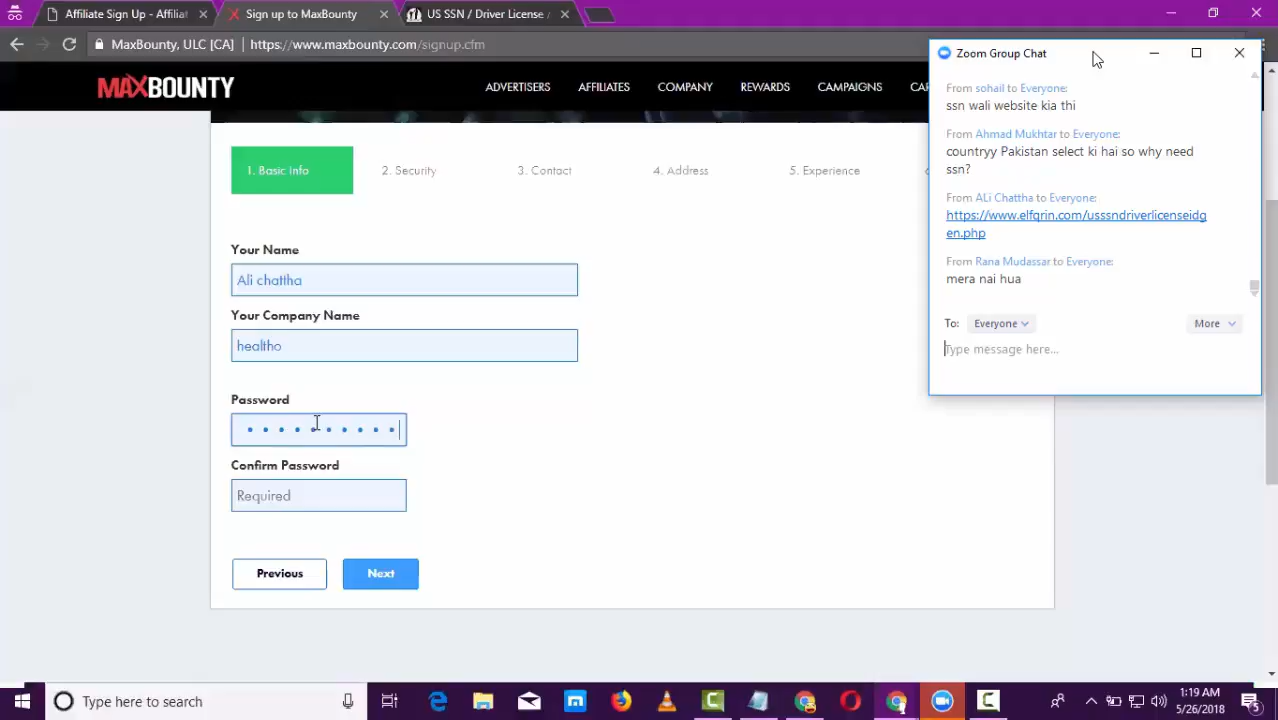 Affiliate Sign Up - Affiliat
Sign up to MaxBounty
US SSN / Driver License
MaxBounty, ULC [CA]
https://www.maxbounty.com/signup.cfm
MAXBOUNTY
ADVERTISERS
AFFILIATES
COMPANY
REWARDS
CAMPAIGNS
1. Basic Info
2. Security
3. Contact
4. Address
5. Experience
Your Name
Ali chattha
Your Company Name
healtho
Password
Confirm Password
Required
Previous
Next
Zoom Group Chat
From sohail to Everyone:
ssn wali website kia thi
From Ahmad Mukhtar to Everyone:
countryy Pakistan select ki hai so why need
ssn?
From ALi Chattha to Everyone:
https://www.elfqrin.com/usssndriverlicenseidg
en.php
From Rana Mudassar to Everyone:
mera nai hua
To: Everyone
More
Type message here...
Type here to search
1:19 AM
5/26/2018